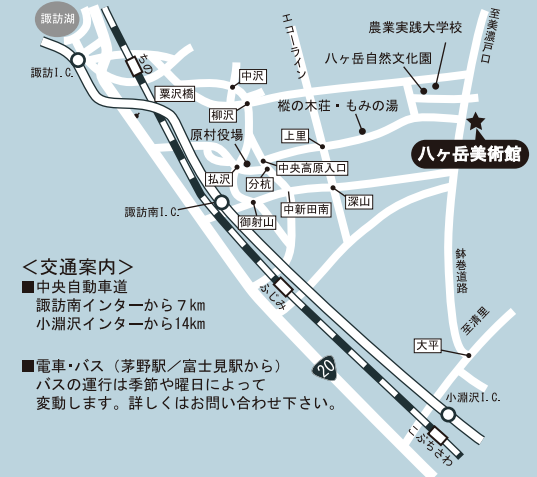 諏訪湖
至美濃戸口
エコーライン
農業実践大学校
八ヶ岳自然文化園
ちの
諏訪I.C.
中沢
粟沢橋
樅の木荘・もみの湯
柳沢
原村役場
上里
八ヶ岳美術館
中央高原入口
払沢
分杭
深山
中新田南
諏訪南I.C.
御射山
鉢巻道路
<交通案内>
■中央自動車道
諏訪南インターから7km
小淵沢インターから14km
ふじみ
至清里
大平
20
■電車・バス(茅野駅/富士見駅から)
バスの運行は季節や曜日によって
変動します。詳しくはお問い合わせ下さい。
小淵沢I.C.
こぶちさわ